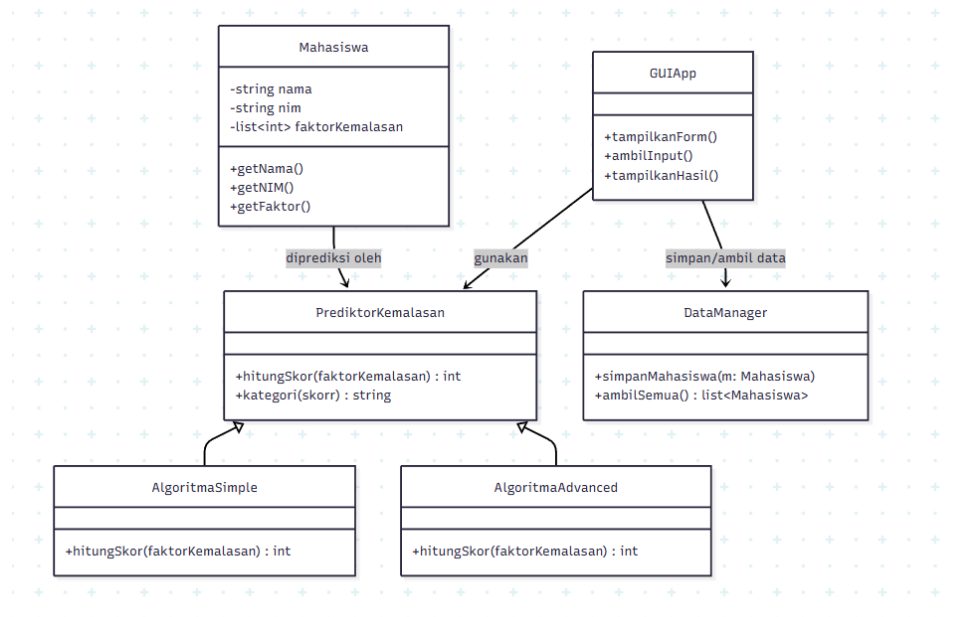 Mahasiswa
-string nama
-string nim
-list<int> faktorKemalasan
+getNama()
+getNIM()
+getFaktor()
GUIApp
+tampilkanForm()
+ambilInput()
+tampilkanHasil()
diprediksi oleh
gunakan
simpan/ambil data
PrediktorKemalasan
+hitungSkor(faktorKemalasan) : int
+kategori(skorr) : string
DataManager
+simpanMahasiswa(m: Mahasiswa)
+ambilSemua() : list<Mahasiswa>
AlgoritmaSimple
+hitungSkor(faktorKemalasan) : int
AlgoritmaAdvanced
+hitungSkor(faktorKemalasan) : int